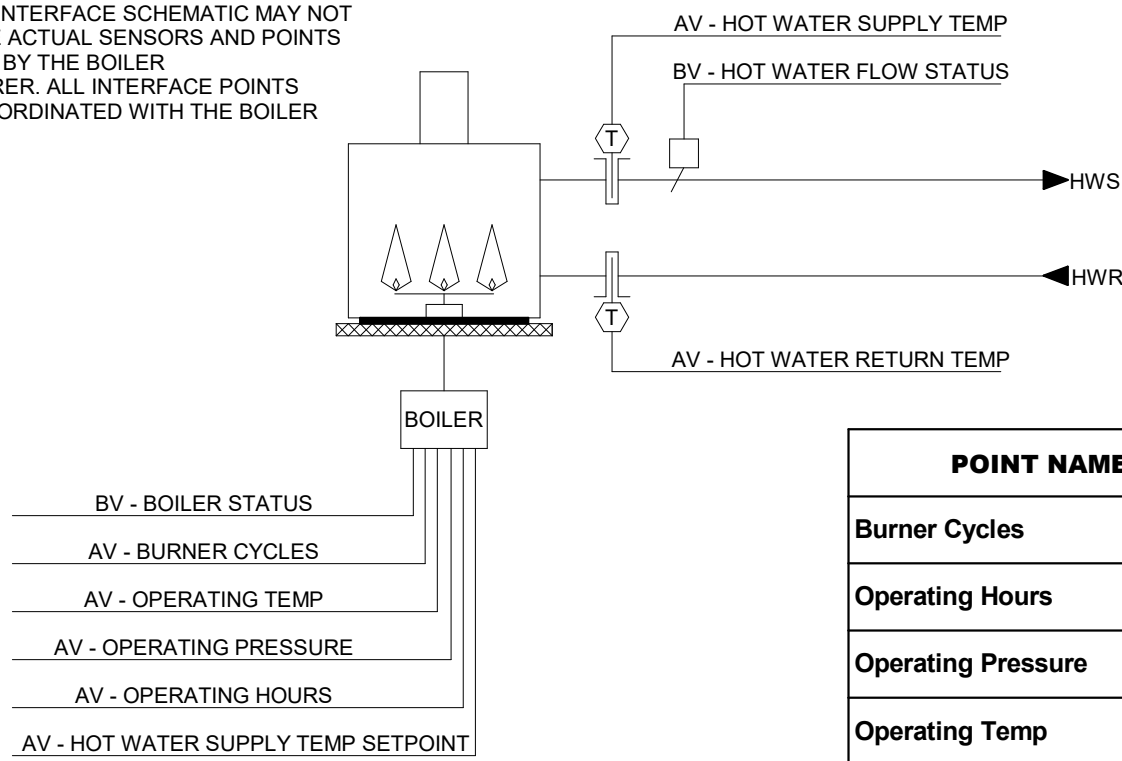 INTERFACE SCHEMATIC MAY NOT
ACTUAL SENSORS AND POINTS
BY THE BOILER
RER. ALL INTERFACE POINTS
ORDINATED WITH THE BOILER
AV - HOT WATER SUPPLY TEMP
BV - HOT WATER FLOW STATUS
T
HWS
HWR
T
AV - HOT WATER RETURN TEMP
BOILER
BV - BOILER STATUS
AV - BURNER CYCLES
AV - OPERATING TEMP
AV - OPERATING PRESSURE
AV - OPERATING HOURS
AV - HOT WATER SUPPLY TEMP SETPOINT
POINT NAME
Burner Cycles
Operating Hours
Operating Pressure
Operating Temp